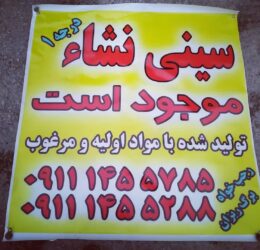 درجه ۱
سینی نشاء
موجود است
تولید شده با مواد اولیه و مرغوب
۰۹۱۱ ۱۴۵ ۵۷۸۵
۰۹۱۱ ۱۴۵ ۵۲۸۸